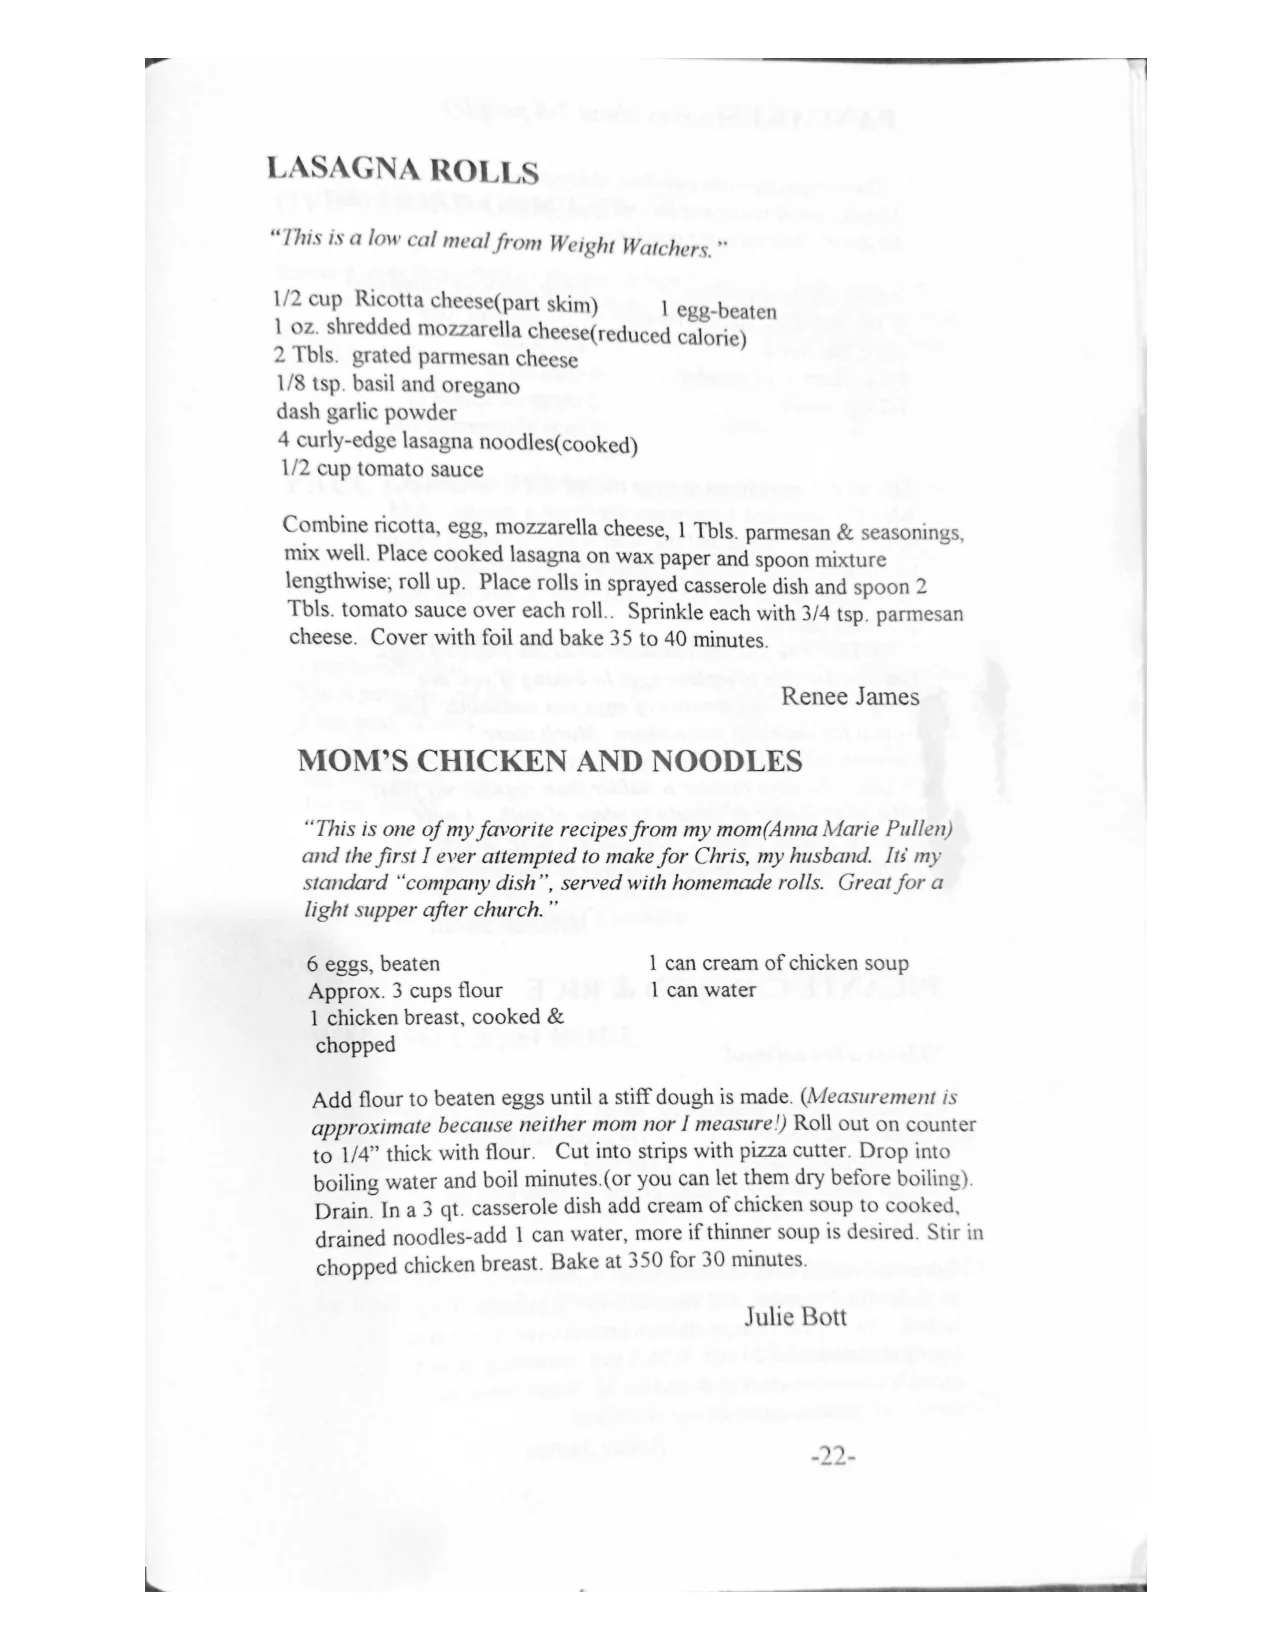 LASAGNA ROLLS
“This is a low cal meal from Weight Watchers. ”
1/2 cup Ricotta cheese(part skim) 1 egg-beaten
1 oz. shredded mozzarella cheese(reduced calorie)
2 Tbls. grated parmesan cheese
1/8 tsp. basil and oregano
dash garlic powder
4 curly-edge lasagna noodles(cooked)
1/2 cup tomato sauce
Combine ricotta, egg, mozzarella cheese, 1 Tbls. parmesan & seasonings,
mix well. Place cooked lasagna on wax paper and spoon mixture
lengthwise; roll up. Place rolls in sprayed casserole dish and spoon 2
Tbls. tomato sauce over each roll.. Sprinkle each with 3/4 tsp. parmesan
cheese. Cover with foil and bake 35 to 40 minutes.
Renee James
MOM’S CHICKEN AND NOODLES
“This is one of my favorite recipes from my mom(Anna Marie Pullen)
and the first I ever attempted to make for Chris, my husband. Its my
standard “company dish”, served with homemade rolls. Great for a
light supper after church. ”
6 eggs, beaten 1 can cream of chicken soup
Approx. 3 cups flour 1 can water
1 chicken breast, cooked &
chopped
Add flour to beaten eggs until a stiff dough is made. (Measurement is
approximate because neither mom nor I measure!) Roll out on counter
to 1/4” thick with flour. Cut into strips with pizza cutter. Drop into
boiling water and boil minutes.(or you can let them dry before boiling).
Drain. In a 3 qt. casserole dish add cream of chicken soup to cooked,
drained noodles-add 1 can water, more if thinner soup is desired. Stir in
chopped chicken breast. Bake at 350 for 30 minutes.
Julie Bott
-22-